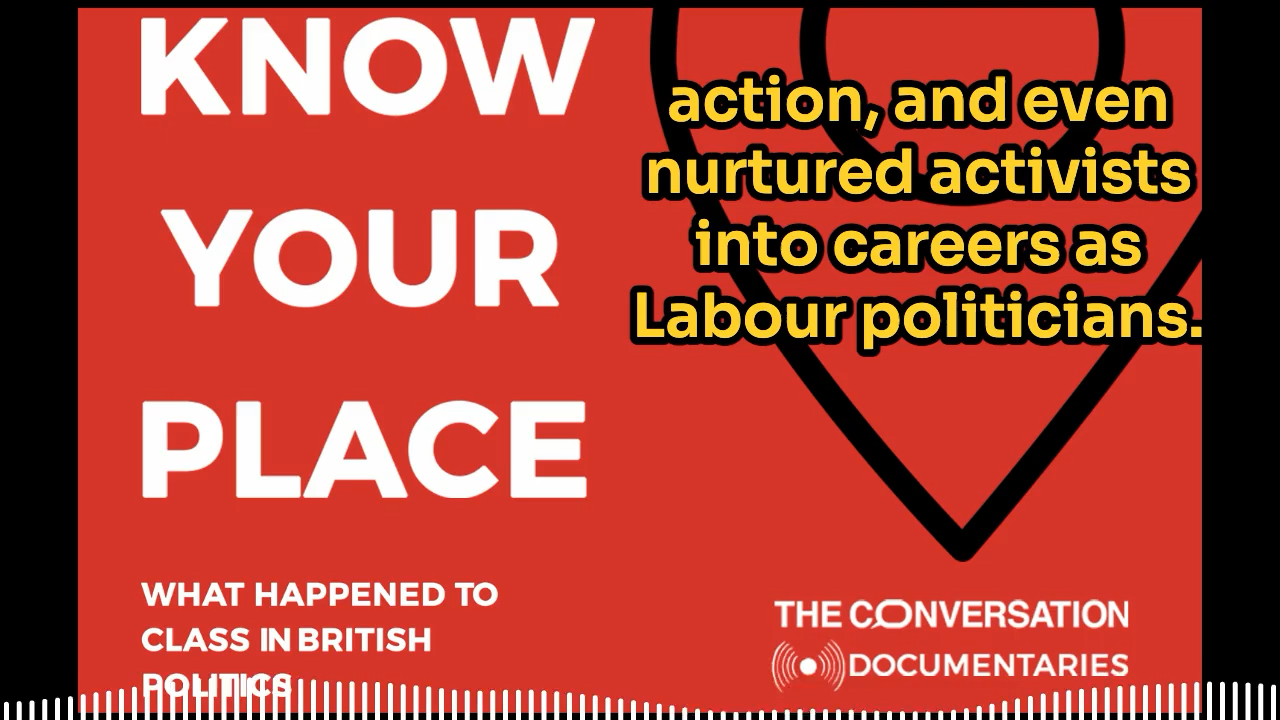 KNOW
YOUR
PLACE
WHAT HAPPENED TO
CLASS IN BRITISH
POLITICS
action, and even
nurtured activists
into careers as
Labour politicians.
THE CONVERSATION
DOCUMENTARIES